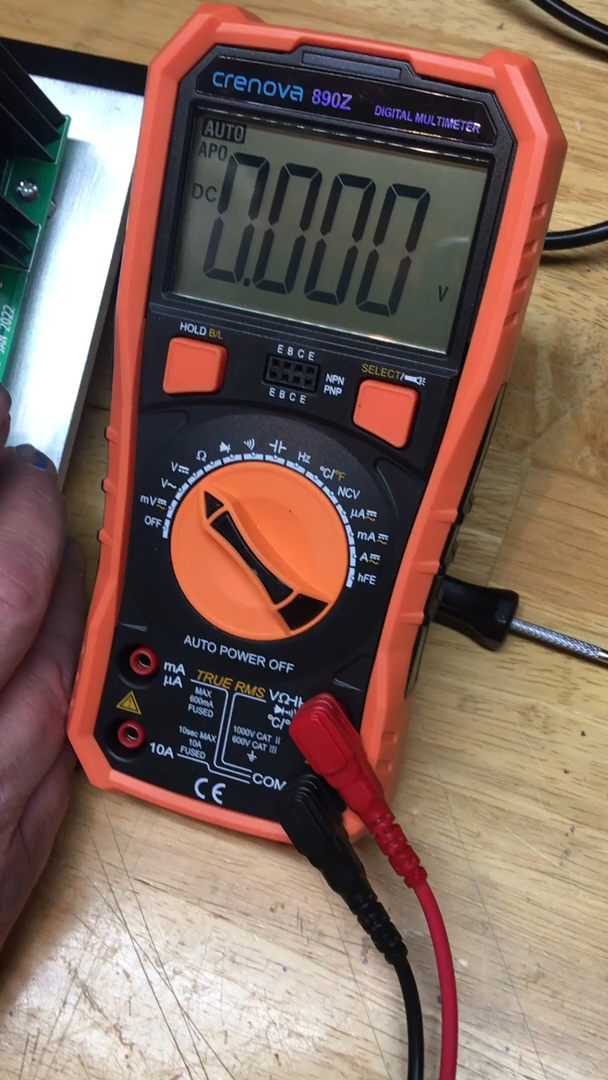 crenova 890Z DIGITAL MULTIMETER
AUTO
APO
DC
0.000
V
HOLD B/L
E B C E
NPN
PNP
E B C E
SELECT/
JAN 2022
OFF
mV
V
V
Ω
Hz
°C/°F
NCV
µA
mA
A
hFE
AUTO POWER OFF
mA
µA
TRUE RMS
VΩ
MAX
600mA
FUSED
°C/°
10sec MAX
10A
FUSED
1000V CAT II
600V CAT III
10A
COM
CE